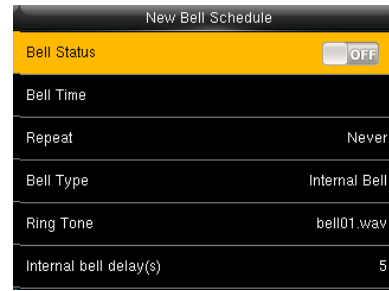 New Bell Schedule
Bell Status OFF
Bell Time
Repeat Never
Bell Type Internal Bell
Ring Tone bell01.wav
Internal bell delay(s) 5